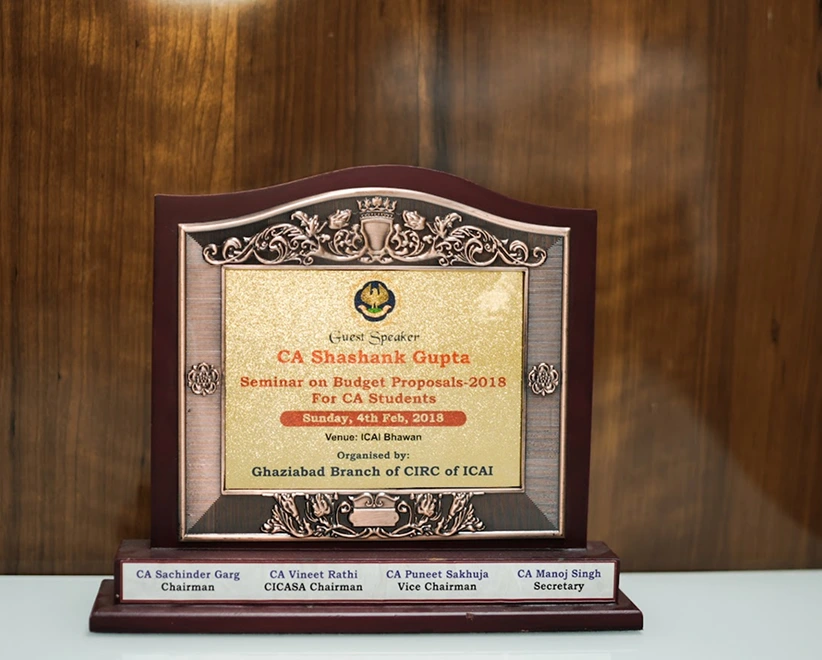 Guest Speaker
CA Shashank Gupta
Seminar on Budget Proposals-2018
For CA Students
Sunday, 4th Feb, 2018
Venue: ICAI Bhawan
Organised by:
Ghaziabad Branch of CIRC of ICAI
CA Sachinder Garg
Chairman
CA Vineet Rathi
CICASA Chairman
CA Puneet Sakhuja
Vice Chairman
CA Manoj Singh
Secretary